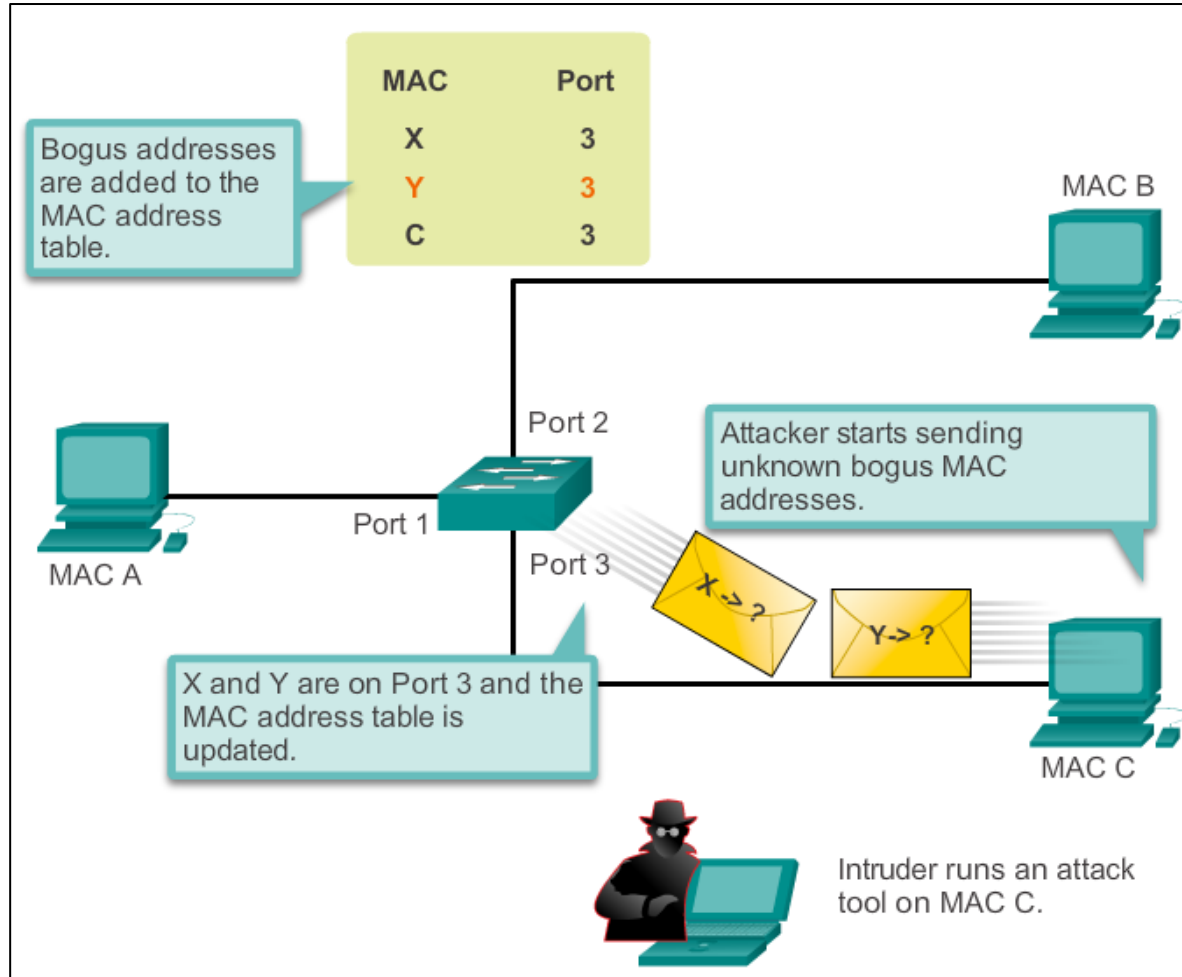 MAC Port
X 3
Y 3
C 3
Bogus addresses
are added to the
MAC address
table.
MAC B
Port 2
Attacker starts sending
unknown bogus MAC
addresses.
Port 1
MAC A
Port 3
X -> ?
Y-> ?
X and Y are on Port 3 and the
MAC address table is
updated.
MAC C
Intruder runs an attack
tool on MAC C.